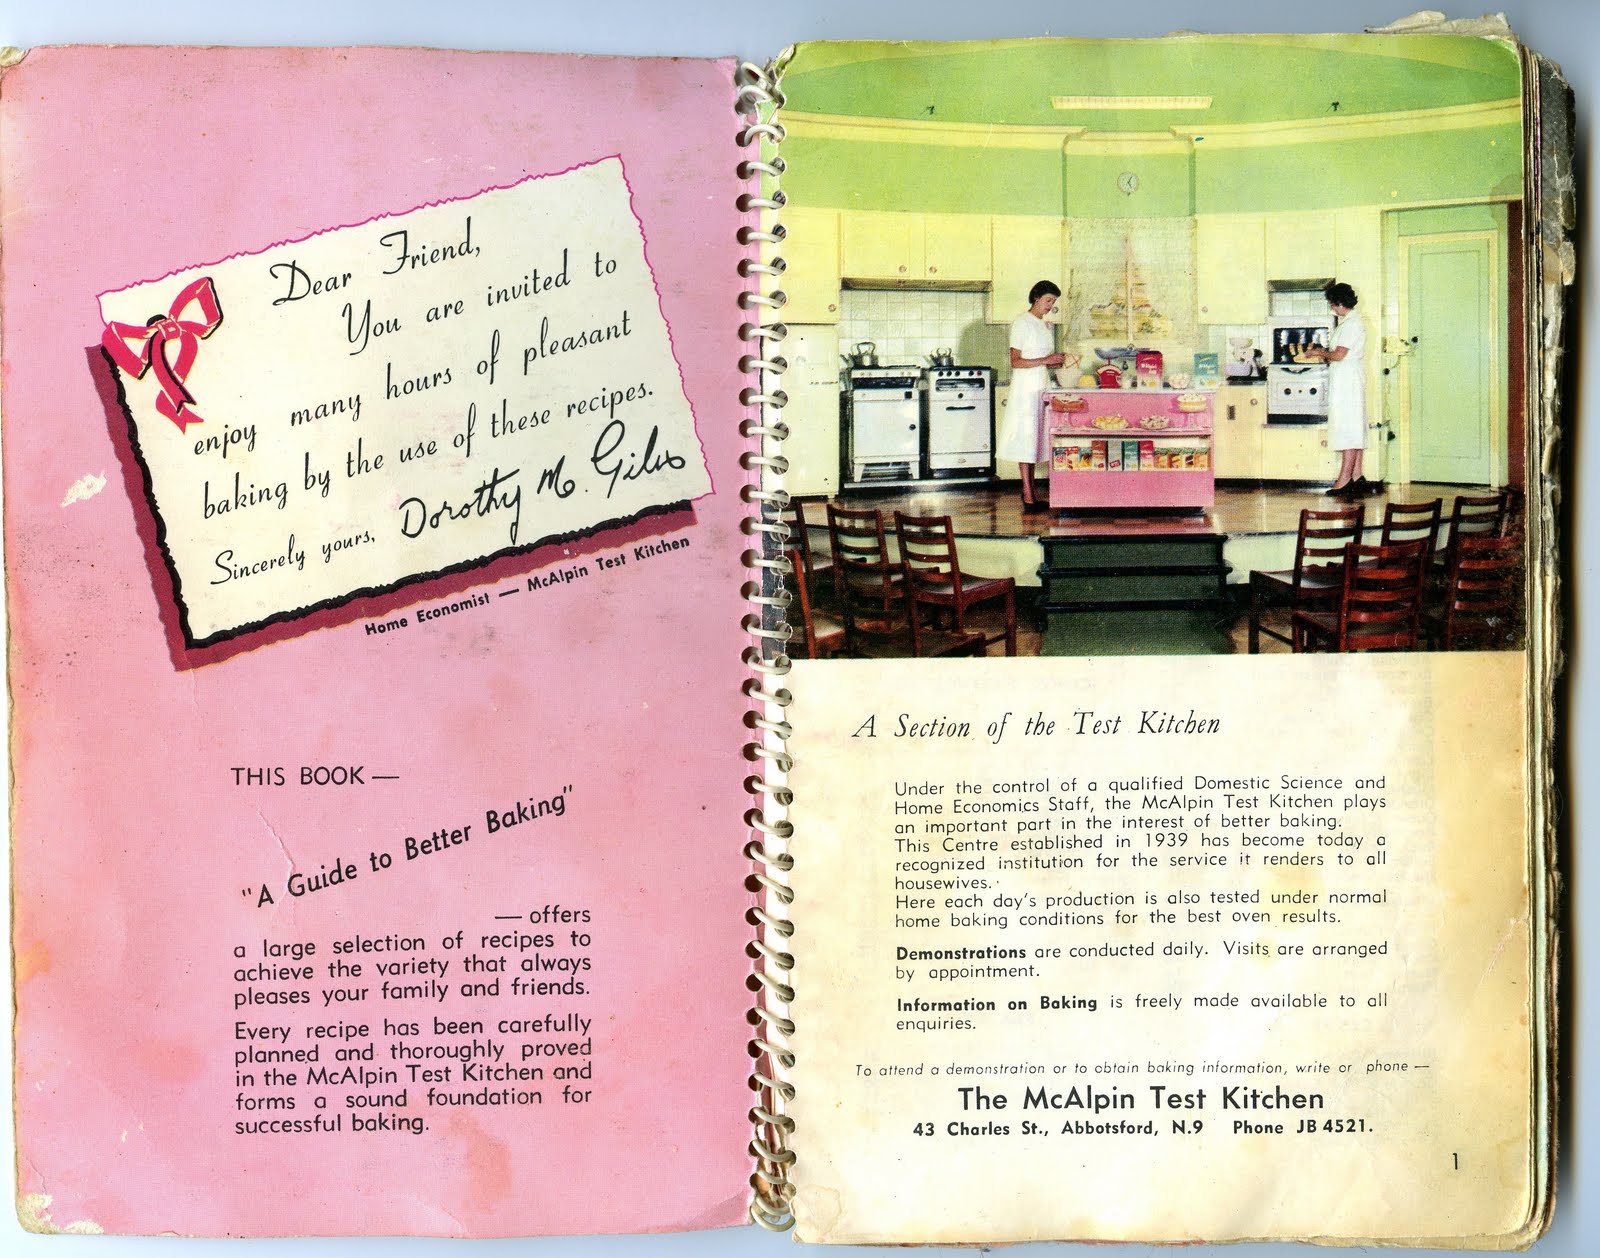 Dear Friend,
You are invited to
enjoy many hours of pleasant
baking by the use of these recipes.
Sincerely yours, Dorothy M. Giles
Home Economist — McAlpin Test Kitchen
THIS BOOK —
"A Guide to Better Baking"
— offers
a large selection of recipes to
achieve the variety that always
pleases your family and friends.
Every recipe has been carefully
planned and thoroughly proved
in the McAlpin Test Kitchen and
forms a sound foundation for
successful baking.
A Section of the Test Kitchen
Under the control of a qualified Domestic Science and
Home Economics Staff, the McAlpin Test Kitchen plays
an important part in the interest of better baking.
This Centre established in 1939 has become today a
recognized institution for the service it renders to all
housewives.
Here each day's production is also tested under normal
home baking conditions for the best oven results.
Demonstrations are conducted daily. Visits are arranged
by appointment.
Information on Baking is freely made available to all
enquiries.
To attend a demonstration or to obtain baking information, write or phone —
The McAlpin Test Kitchen
43 Charles St., Abbotsford, N.9 Phone JB 4521.
1